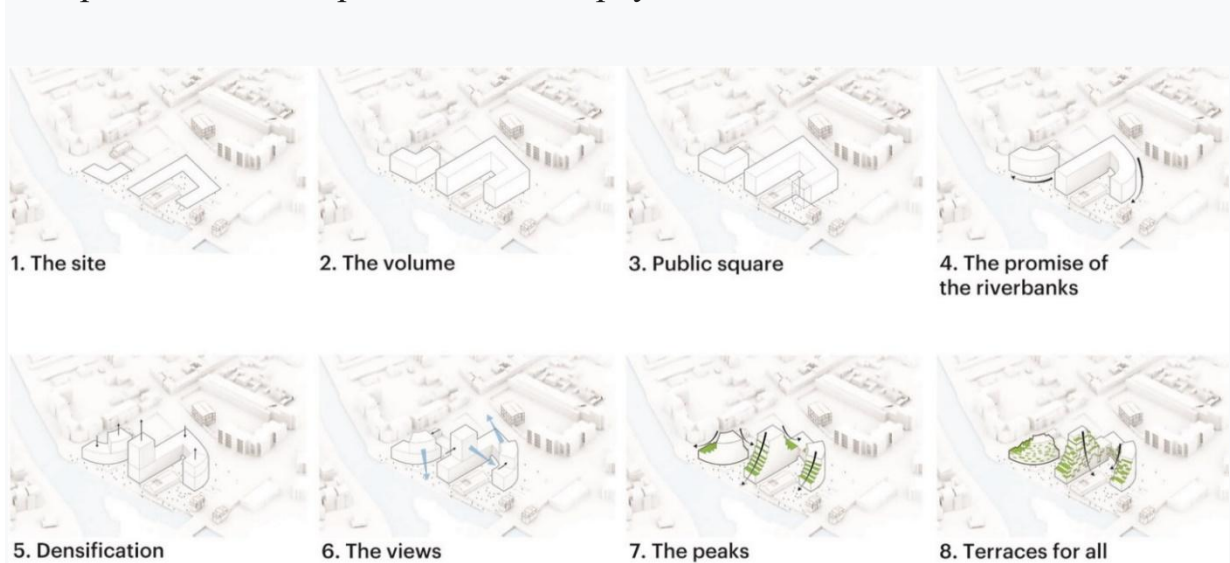 1. The site
2. The volume
3. Public square
4. The promise of
the riverbanks
5. Densification
6. The views
7. The peaks
8. Terraces for all